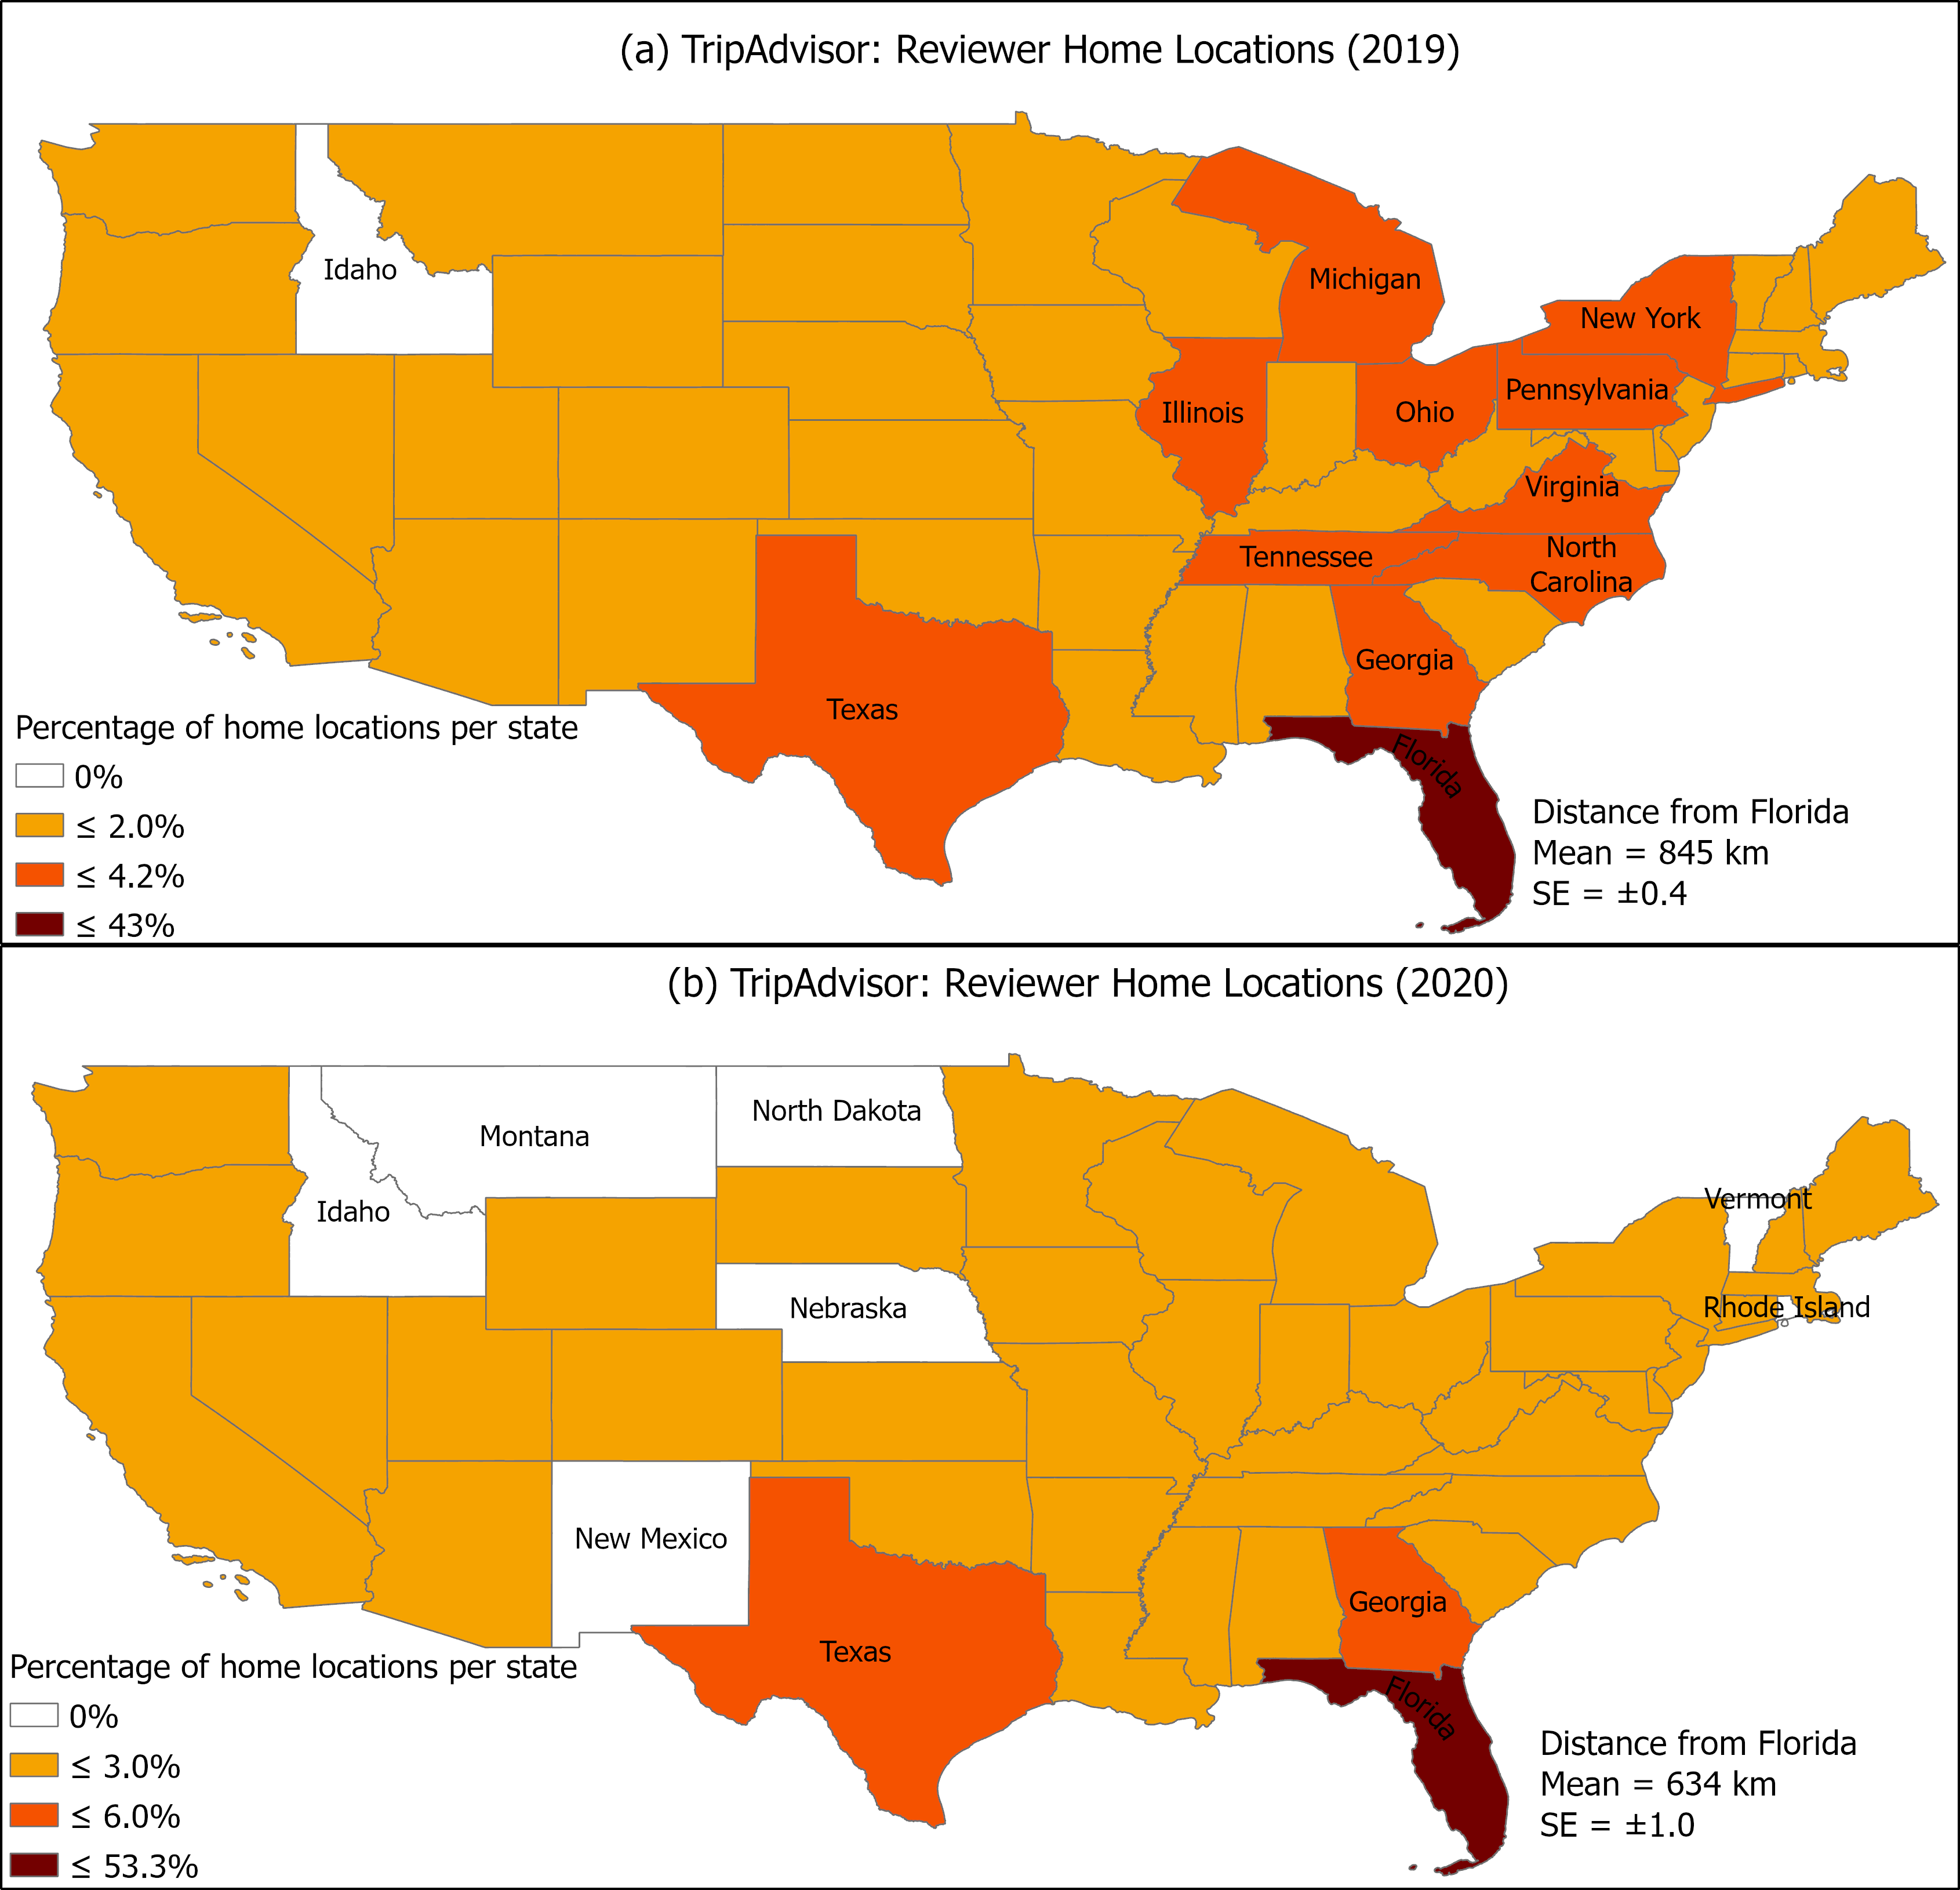 (a) TripAdvisor: Reviewer Home Locations (2019)
Idaho
Michigan
New York
Pennsylvania
Illinois
Ohio
Virginia
Tennessee
North
Carolina
Georgia
Texas
Florida
Percentage of home locations per state
0%
≤ 2.0%
≤ 4.2%
≤ 43%
Distance from Florida
Mean = 845 km
SE = ±0.4
(b) TripAdvisor: Reviewer Home Locations (2020)
North Dakota
Montana
Vermont
Idaho
Nebraska
Rhode Island
New Mexico
Georgia
Texas
Florida
Percentage of home locations per state
0%
≤ 3.0%
≤ 6.0%
≤ 53.3%
Distance from Florida
Mean = 634 km
SE = ±1.0